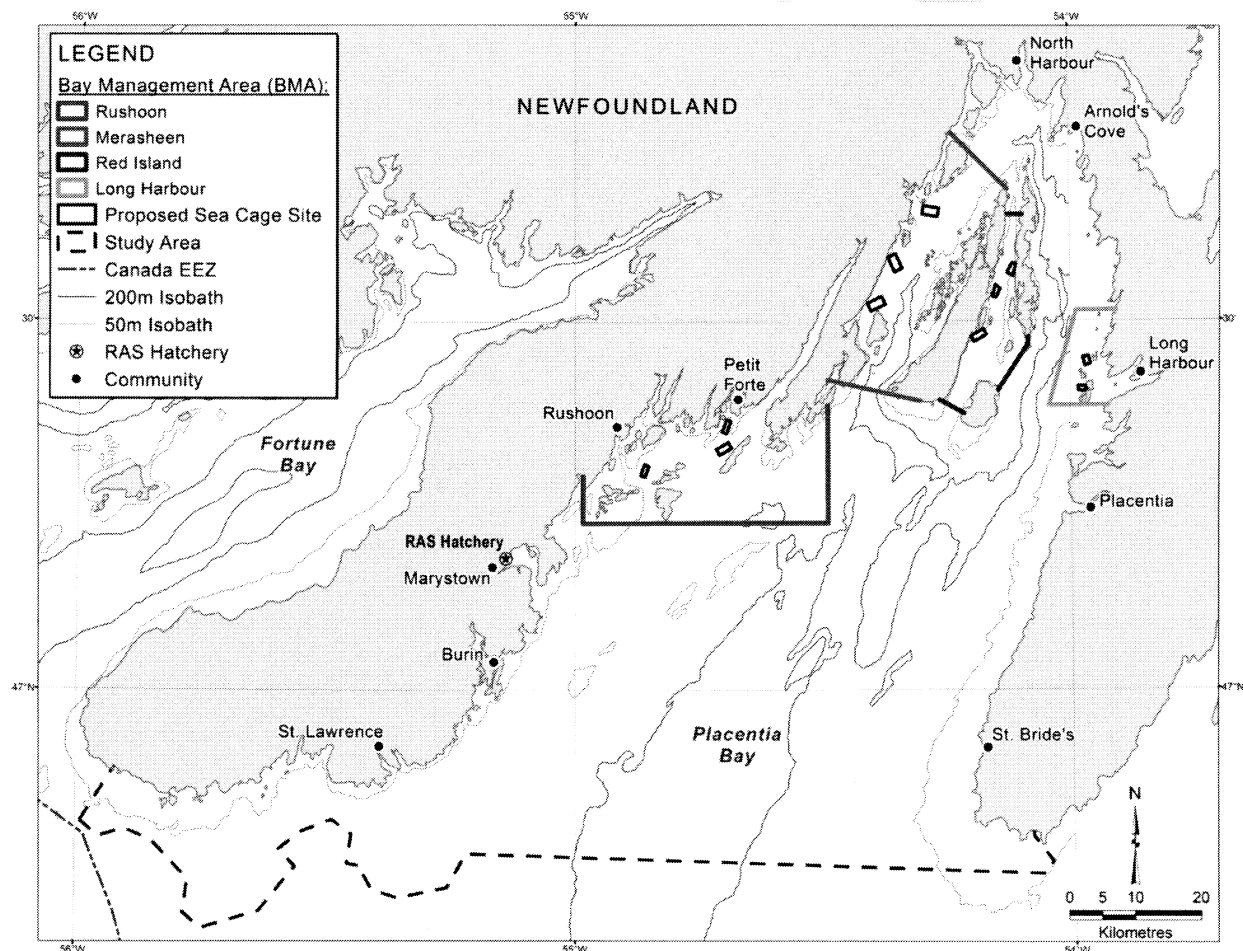 56°W
55°W
54°W
LEGEND
Bay Management Area (BMA):
Rushoon
Merasheen
Red Island
Long Harbour
Proposed Sea Cage Site
Study Area
Canada EEZ
200m Isobath
50m Isobath
RAS Hatchery
Community
NEWFOUNDLAND
North
Harbour
Arnold's
Cove
30'
30'
Long
Harbour
Petit
Forte
Rushoon
Fortune
Bay
Placentia
RAS Hatchery
Marystown
Burin
47°N
47°N
St. Lawrence
Placentia
Bay
St. Bride's
N
0 5 10 20
Kilometres
56°W
55°W
54°W